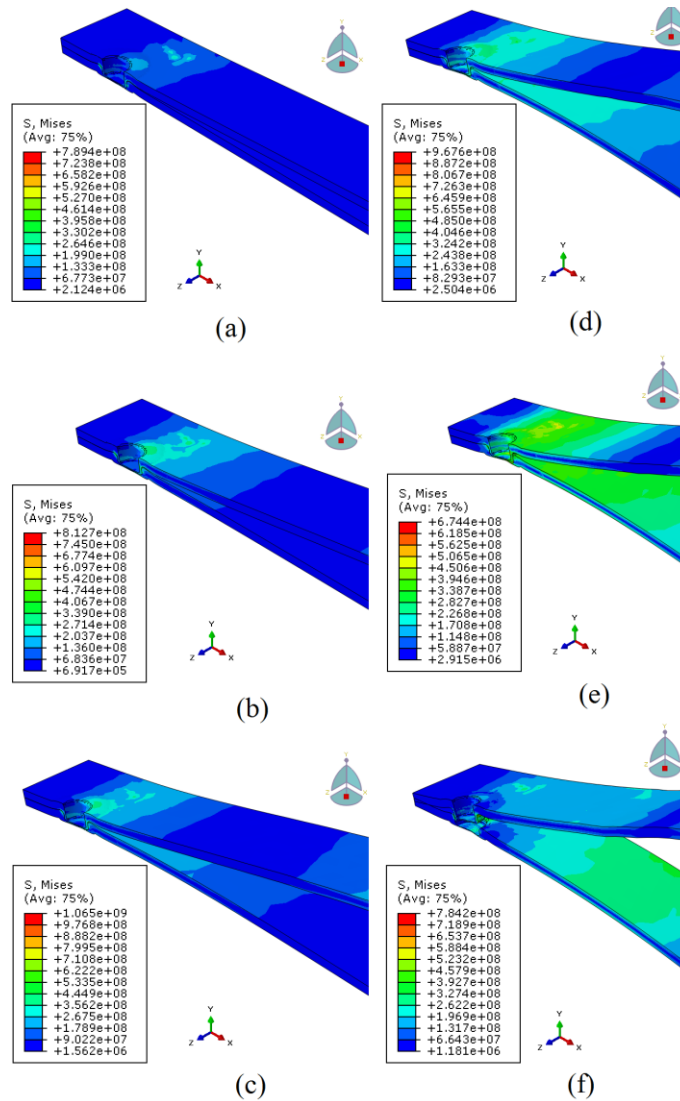 S, Mises
(Avg: 75%)
+7.894e+08
+7.238e+08
+6.582e+08
+5.926e+08
+5.270e+08
+4.614e+08
+3.958e+08
+3.302e+08
+2.646e+08
+1.990e+08
+1.333e+08
+6.773e+07
+2.124e+06
Y
Z
X
(a)
S, Mises
(Avg: 75%)
+9.676e+08
+8.872e+08
+8.067e+08
+7.263e+08
+6.459e+08
+5.655e+08
+4.850e+08
+4.046e+08
+3.242e+08
+2.438e+08
+1.633e+08
+8.293e+07
+2.504e+06
Y
Z
X
(d)
S, Mises
(Avg: 75%)
+8.127e+08
+7.450e+08
+6.774e+08
+6.097e+08
+5.420e+08
+4.744e+08
+4.067e+08
+3.390e+08
+2.714e+08
+2.037e+08
+1.360e+08
+6.836e+07
+6.917e+05
Y
Z
X
(b)
S, Mises
(Avg: 75%)
+6.744e+08
+6.185e+08
+5.625e+08
+5.065e+08
+4.506e+08
+3.946e+08
+3.387e+08
+2.827e+08
+2.268e+08
+1.708e+08
+1.148e+08
+5.887e+07
+2.915e+06
Y
Z
X
(e)
S, Mises
(Avg: 75%)
+1.065e+09
+9.768e+08
+8.882e+08
+7.995e+08
+7.108e+08
+6.222e+08
+5.335e+08
+4.449e+08
+3.562e+08
+2.675e+08
+1.789e+08
+9.022e+07
+1.562e+06
Y
Z
X
(c)
S, Mises
(Avg: 75%)
+7.842e+08
+7.189e+08
+6.537e+08
+5.884e+08
+5.232e+08
+4.579e+08
+3.927e+08
+3.274e+08
+2.622e+08
+1.969e+08
+1.317e+08
+6.643e+07
+1.181e+06
Y
Z
X
(f)